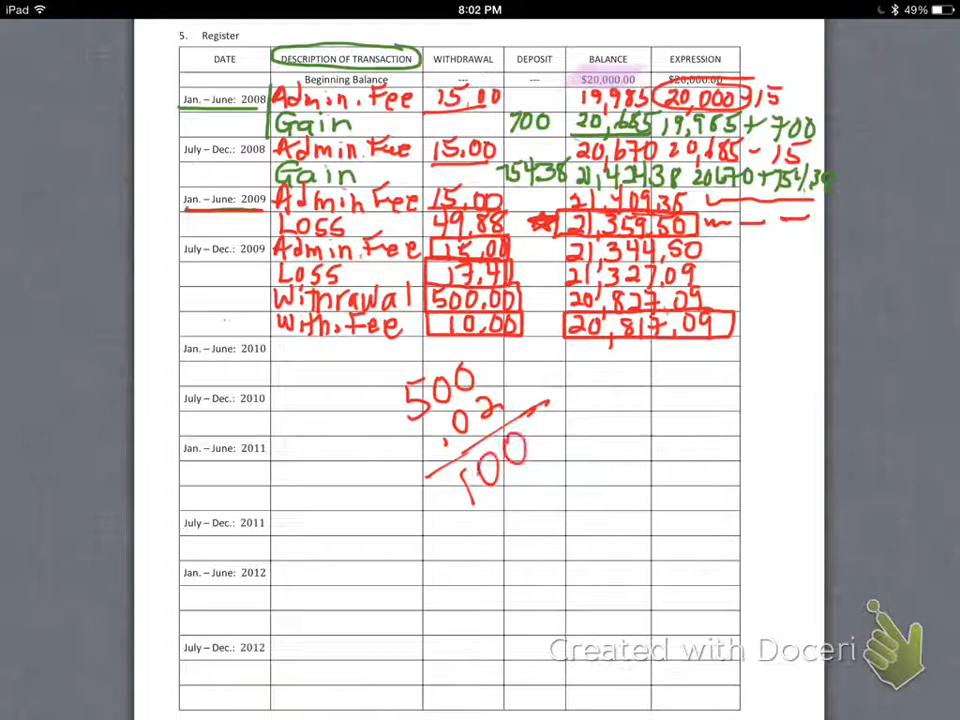 iPad 8:02 PM 49%
5. Register
DATE DESCRIPTION OF TRANSACTION WITHDRAWAL DEPOSIT BALANCE EXPRESSION
Beginning Balance --- --- $20,000.00 $20,000.00
Jan. – June: 2008 Admin. Fee 15.00 19,985 20,000 - 15
Gain 700 20,685 19,985 + 700
July – Dec.: 2008 Admin. Fee 15.00 20,670 20,685 - 15
Gain 754.38 21,424.38
Jan. – June: 2009 Admin Fee 15.00
Loss 49.88 21,359.50
July – Dec.: 2009 Admin. Fee 15.00 21,344.50
Loss 17.41 21,327.09
Withrawal 500.00 20,827.09
With. Fee 10.00 20,817.09
Jan. – June: 2010
500
July – Dec.: 2010
.02
Jan. – June: 2011
100
July – Dec.: 2011
Jan. – June: 2012
July – Dec.: 2012
Created with Doceri